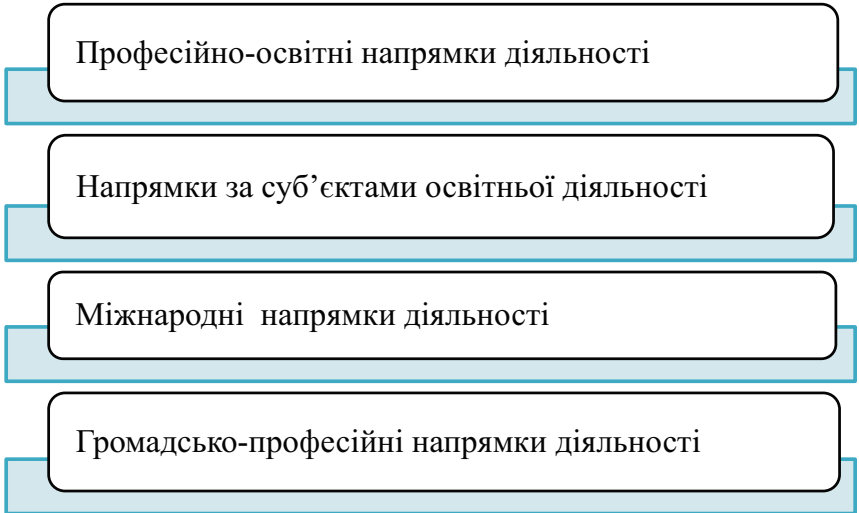 Професійно-освітні напрямки діяльності
Напрямки за суб’єктами освітньої діяльності
Міжнародні  напрямки діяльності
Громадсько-професійні напрямки діяльності